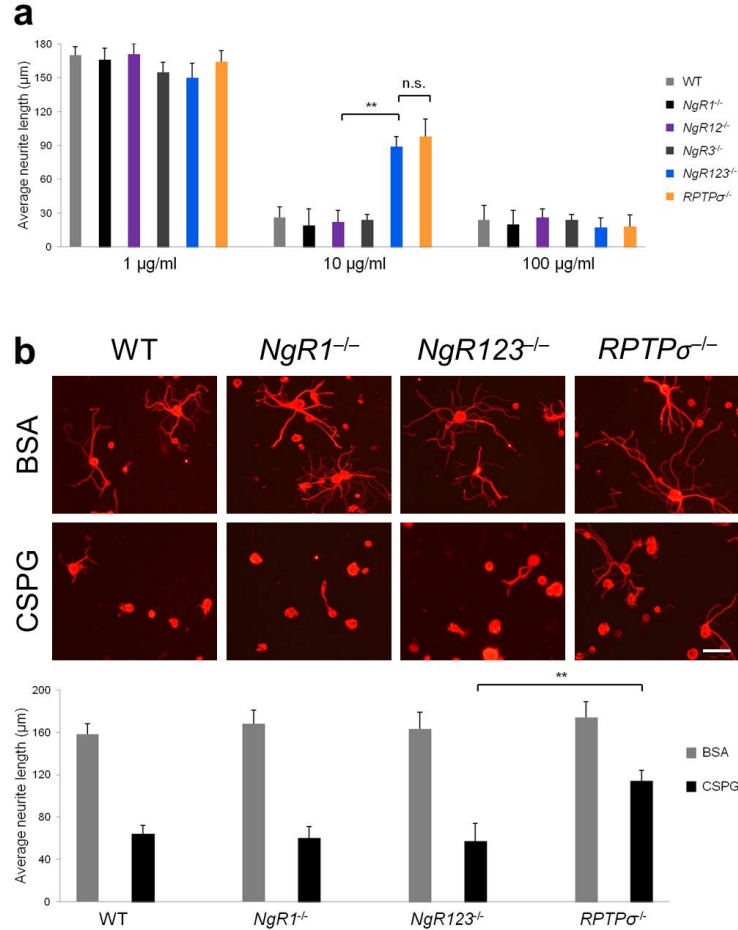 a
180
150
120
90
60
30
0
Average neurite length (μm)
**
n.s.
WT
NgR1⁻/⁻
NgR12⁻/⁻
NgR3⁻/⁻
NgR123⁻/⁻
RPTPσ⁻/⁻
1 μg/ml 10 μg/ml 100 μg/ml
b
WT NgR1⁻/⁻ NgR123⁻/⁻ RPTPσ⁻/⁻
BSA
CSPG
200
160
120
80
40
0
Average neurite length (μm)
**
BSA
CSPG
WT NgR1⁻/⁻ NgR123⁻/⁻ RPTPσ⁻/⁻